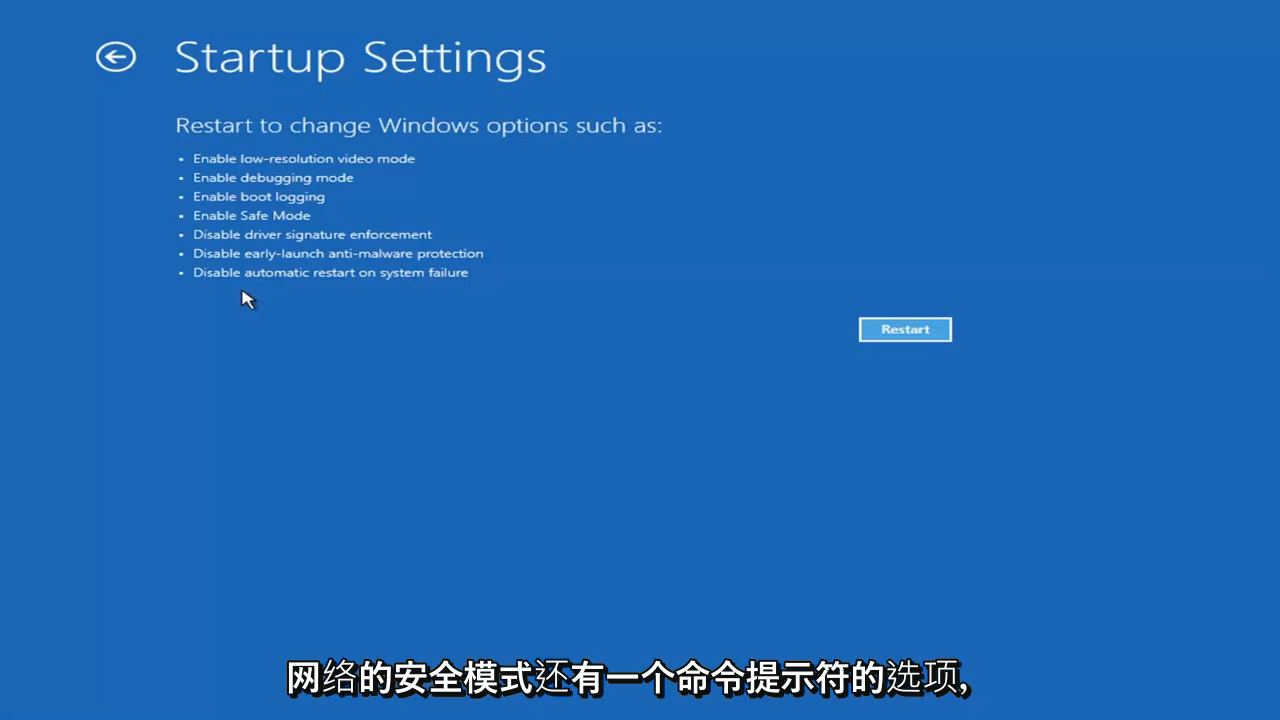 Startup Settings
Restart to change Windows options such as:
• Enable low-resolution video mode
• Enable debugging mode
• Enable boot logging
• Enable Safe Mode
• Disable driver signature enforcement
• Disable early-launch anti-malware protection
• Disable automatic restart on system failure
Restart
网络的安全模式还有一个命令提示符的选项,